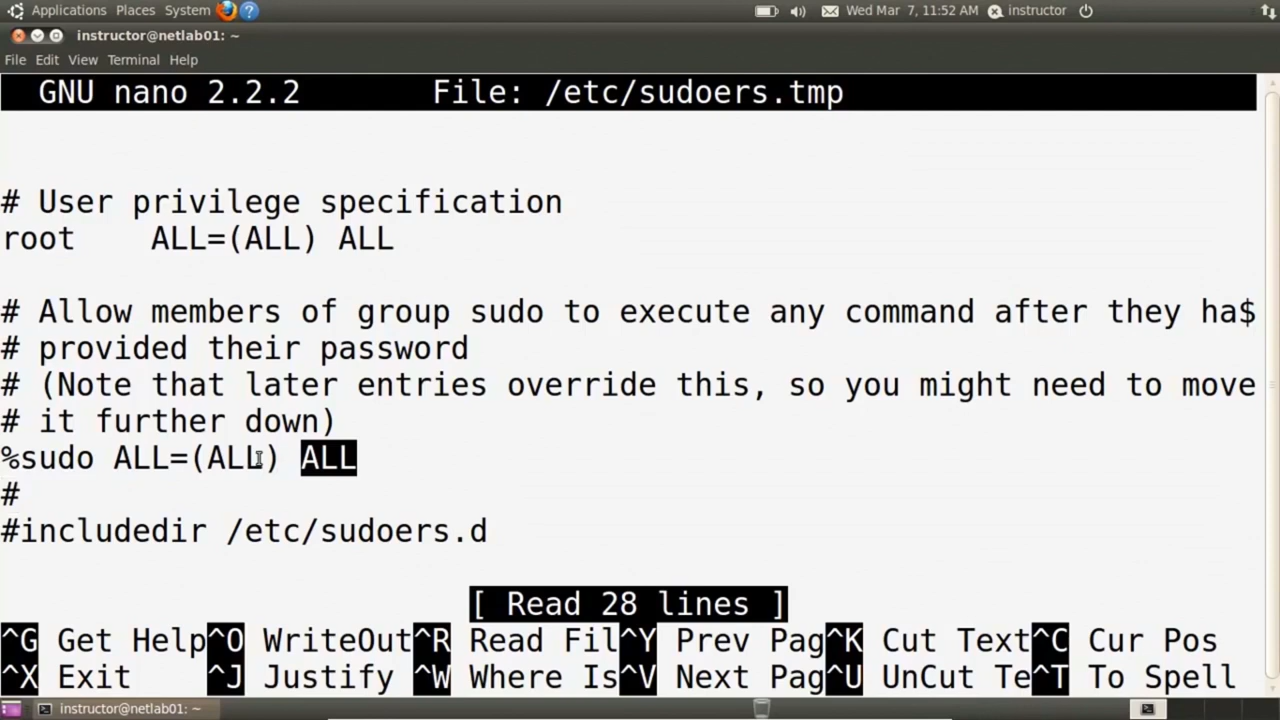 Applications Places System Wed Mar 7, 11:52 AM instructor
instructor@netlab01: ~
File Edit View Terminal Help
GNU nano 2.2.2 File: /etc/sudoers.tmp
# User privilege specification
root ALL=(ALL) ALL
# Allow members of group sudo to execute any command after they ha$
# provided their password
# (Note that later entries override this, so you might need to move
# it further down)
%sudo ALL=(ALL) ALL
#
#includedir /etc/sudoers.d
[ Read 28 lines ]
^G Get Help^O WriteOut^R Read Fil^Y Prev Pag^K Cut Text^C Cur Pos
^X Exit ^J Justify ^W Where Is^V Next Pag^U UnCut Te^T To Spell
instructor@netlab01: ~